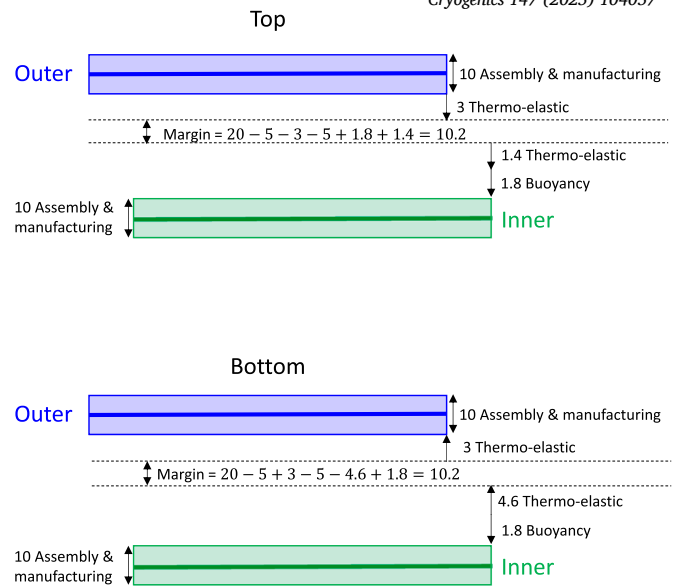 Cryogenics 147 (2025) 104057
Top
Outer
10 Assembly & manufacturing
3 Thermo-elastic
Margin = 20 − 5 − 3 − 5 + 1.8 + 1.4 = 10.2
1.4 Thermo-elastic
1.8 Buoyancy
10 Assembly &
manufacturing
Inner
Bottom
Outer
10 Assembly & manufacturing
3 Thermo-elastic
Margin = 20 − 5 + 3 − 5 − 4.6 + 1.8 = 10.2
4.6 Thermo-elastic
1.8 Buoyancy
10 Assembly &
manufacturing
Inner